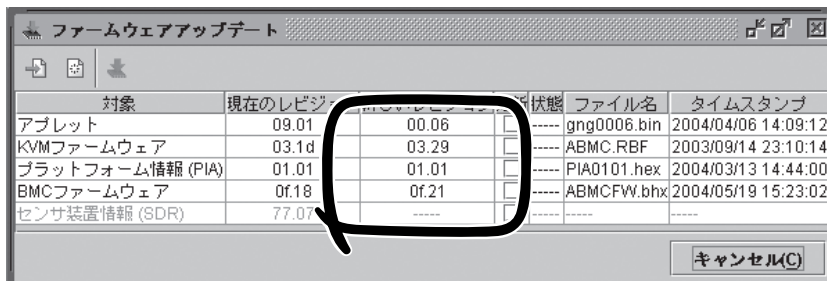 ファームウェアアップデート
対象 現在のレビジ 状態 ファイル名 タイムスタンプ
アプレット 09.01 00.06 ----- gng0006.bin 2004/04/06 14:09:12
KVMファームウェア 03.1d 03.29 ----- ABMC.RBF 2003/09/14 23:10:14
プラットフォーム情報 (PIA) 01.01 01.01 ----- PIA0101.hex 2004/03/13 14:44:00
BMCファームウェア 0f.18 0f.21 ----- ABMCFW.bhx 2004/05/19 15:23:02
センサ装置情報 (SDR) 77.07 ----- ----- ----- -----
キャンセル(C)